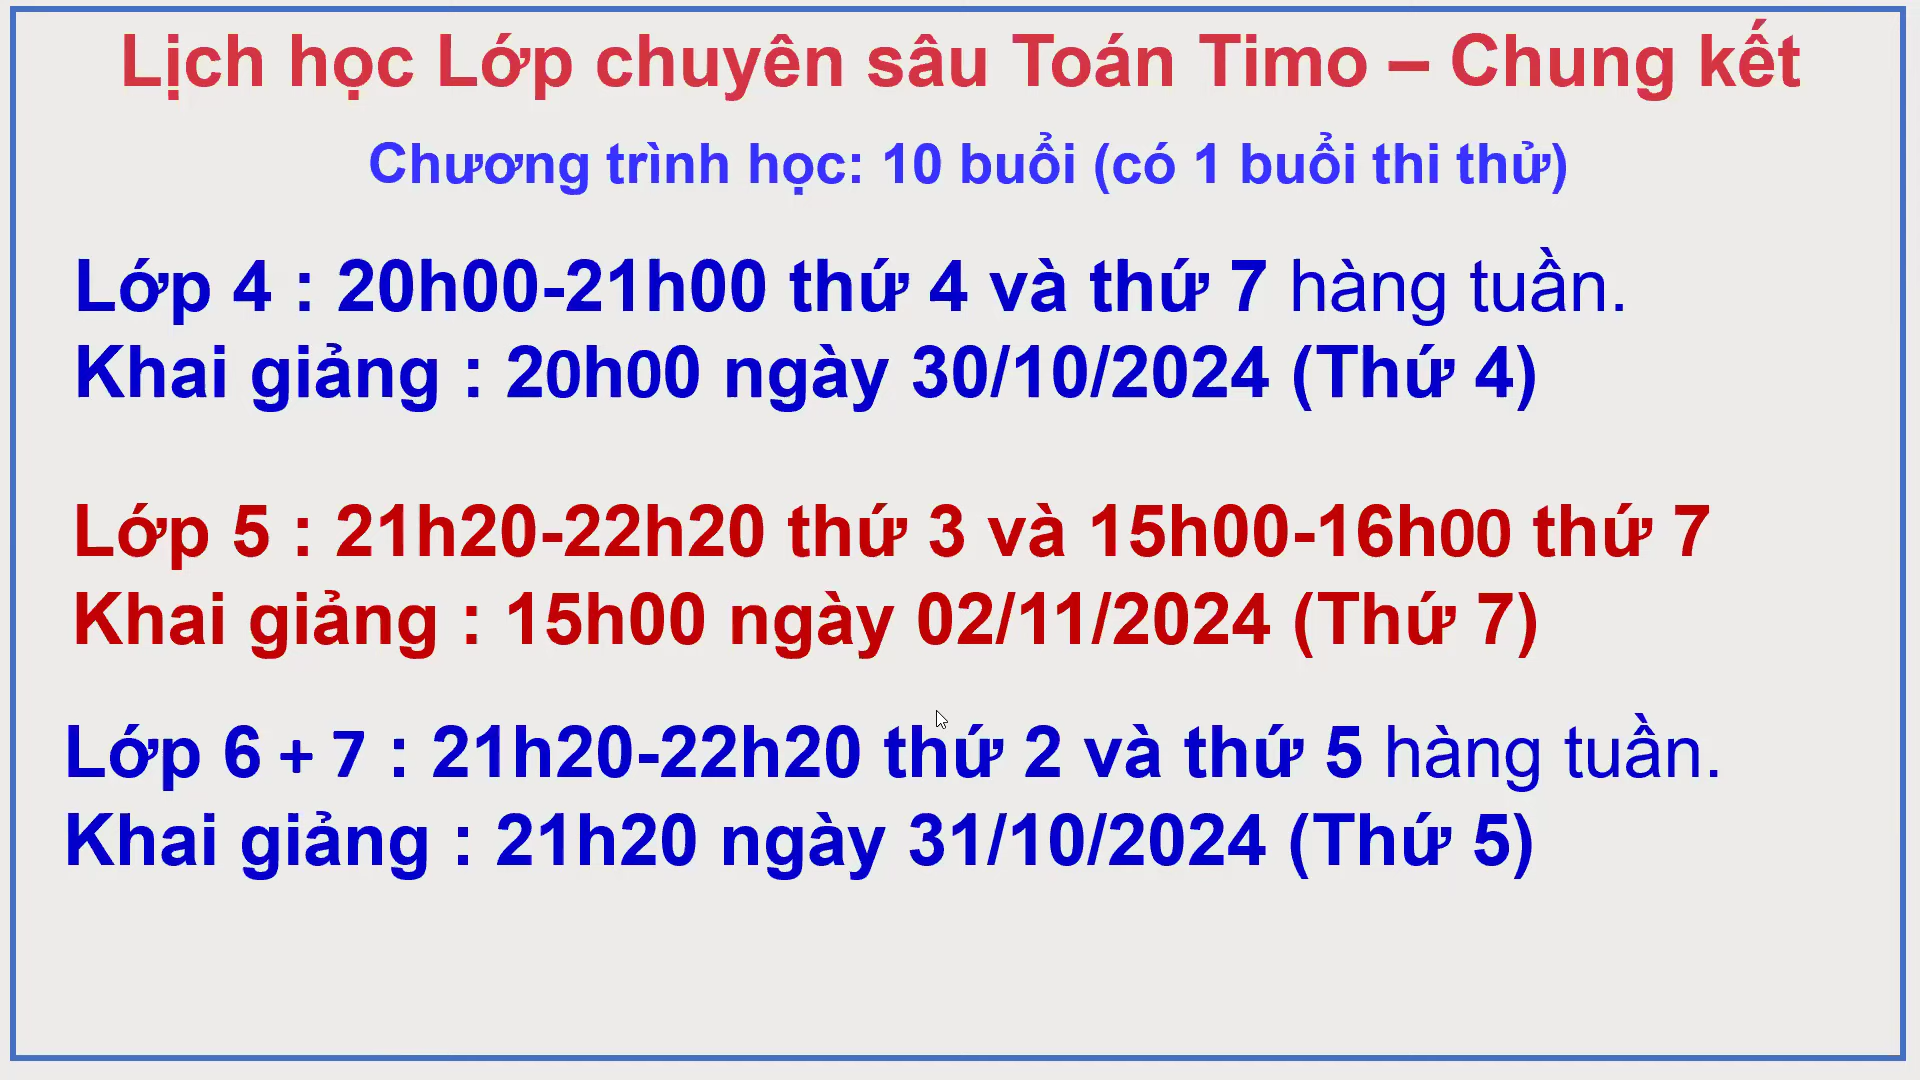 Lịch học Lớp chuyên sâu Toán Timo – Chung kết
Chương trình học: 10 buổi (có 1 buổi thi thử)
Lớp 4 : 20h00-21h00 thứ 4 và thứ 7 hàng tuần.
Khai giảng : 20h00 ngày 30/10/2024 (Thứ 4)
Lớp 5 : 21h20-22h20 thứ 3 và 15h00-16h00 thứ 7
Khai giảng : 15h00 ngày 02/11/2024 (Thứ 7)
Lớp 6 + 7 : 21h20-22h20 thứ 2 và thứ 5 hàng tuần.
Khai giảng : 21h20 ngày 31/10/2024 (Thứ 5)